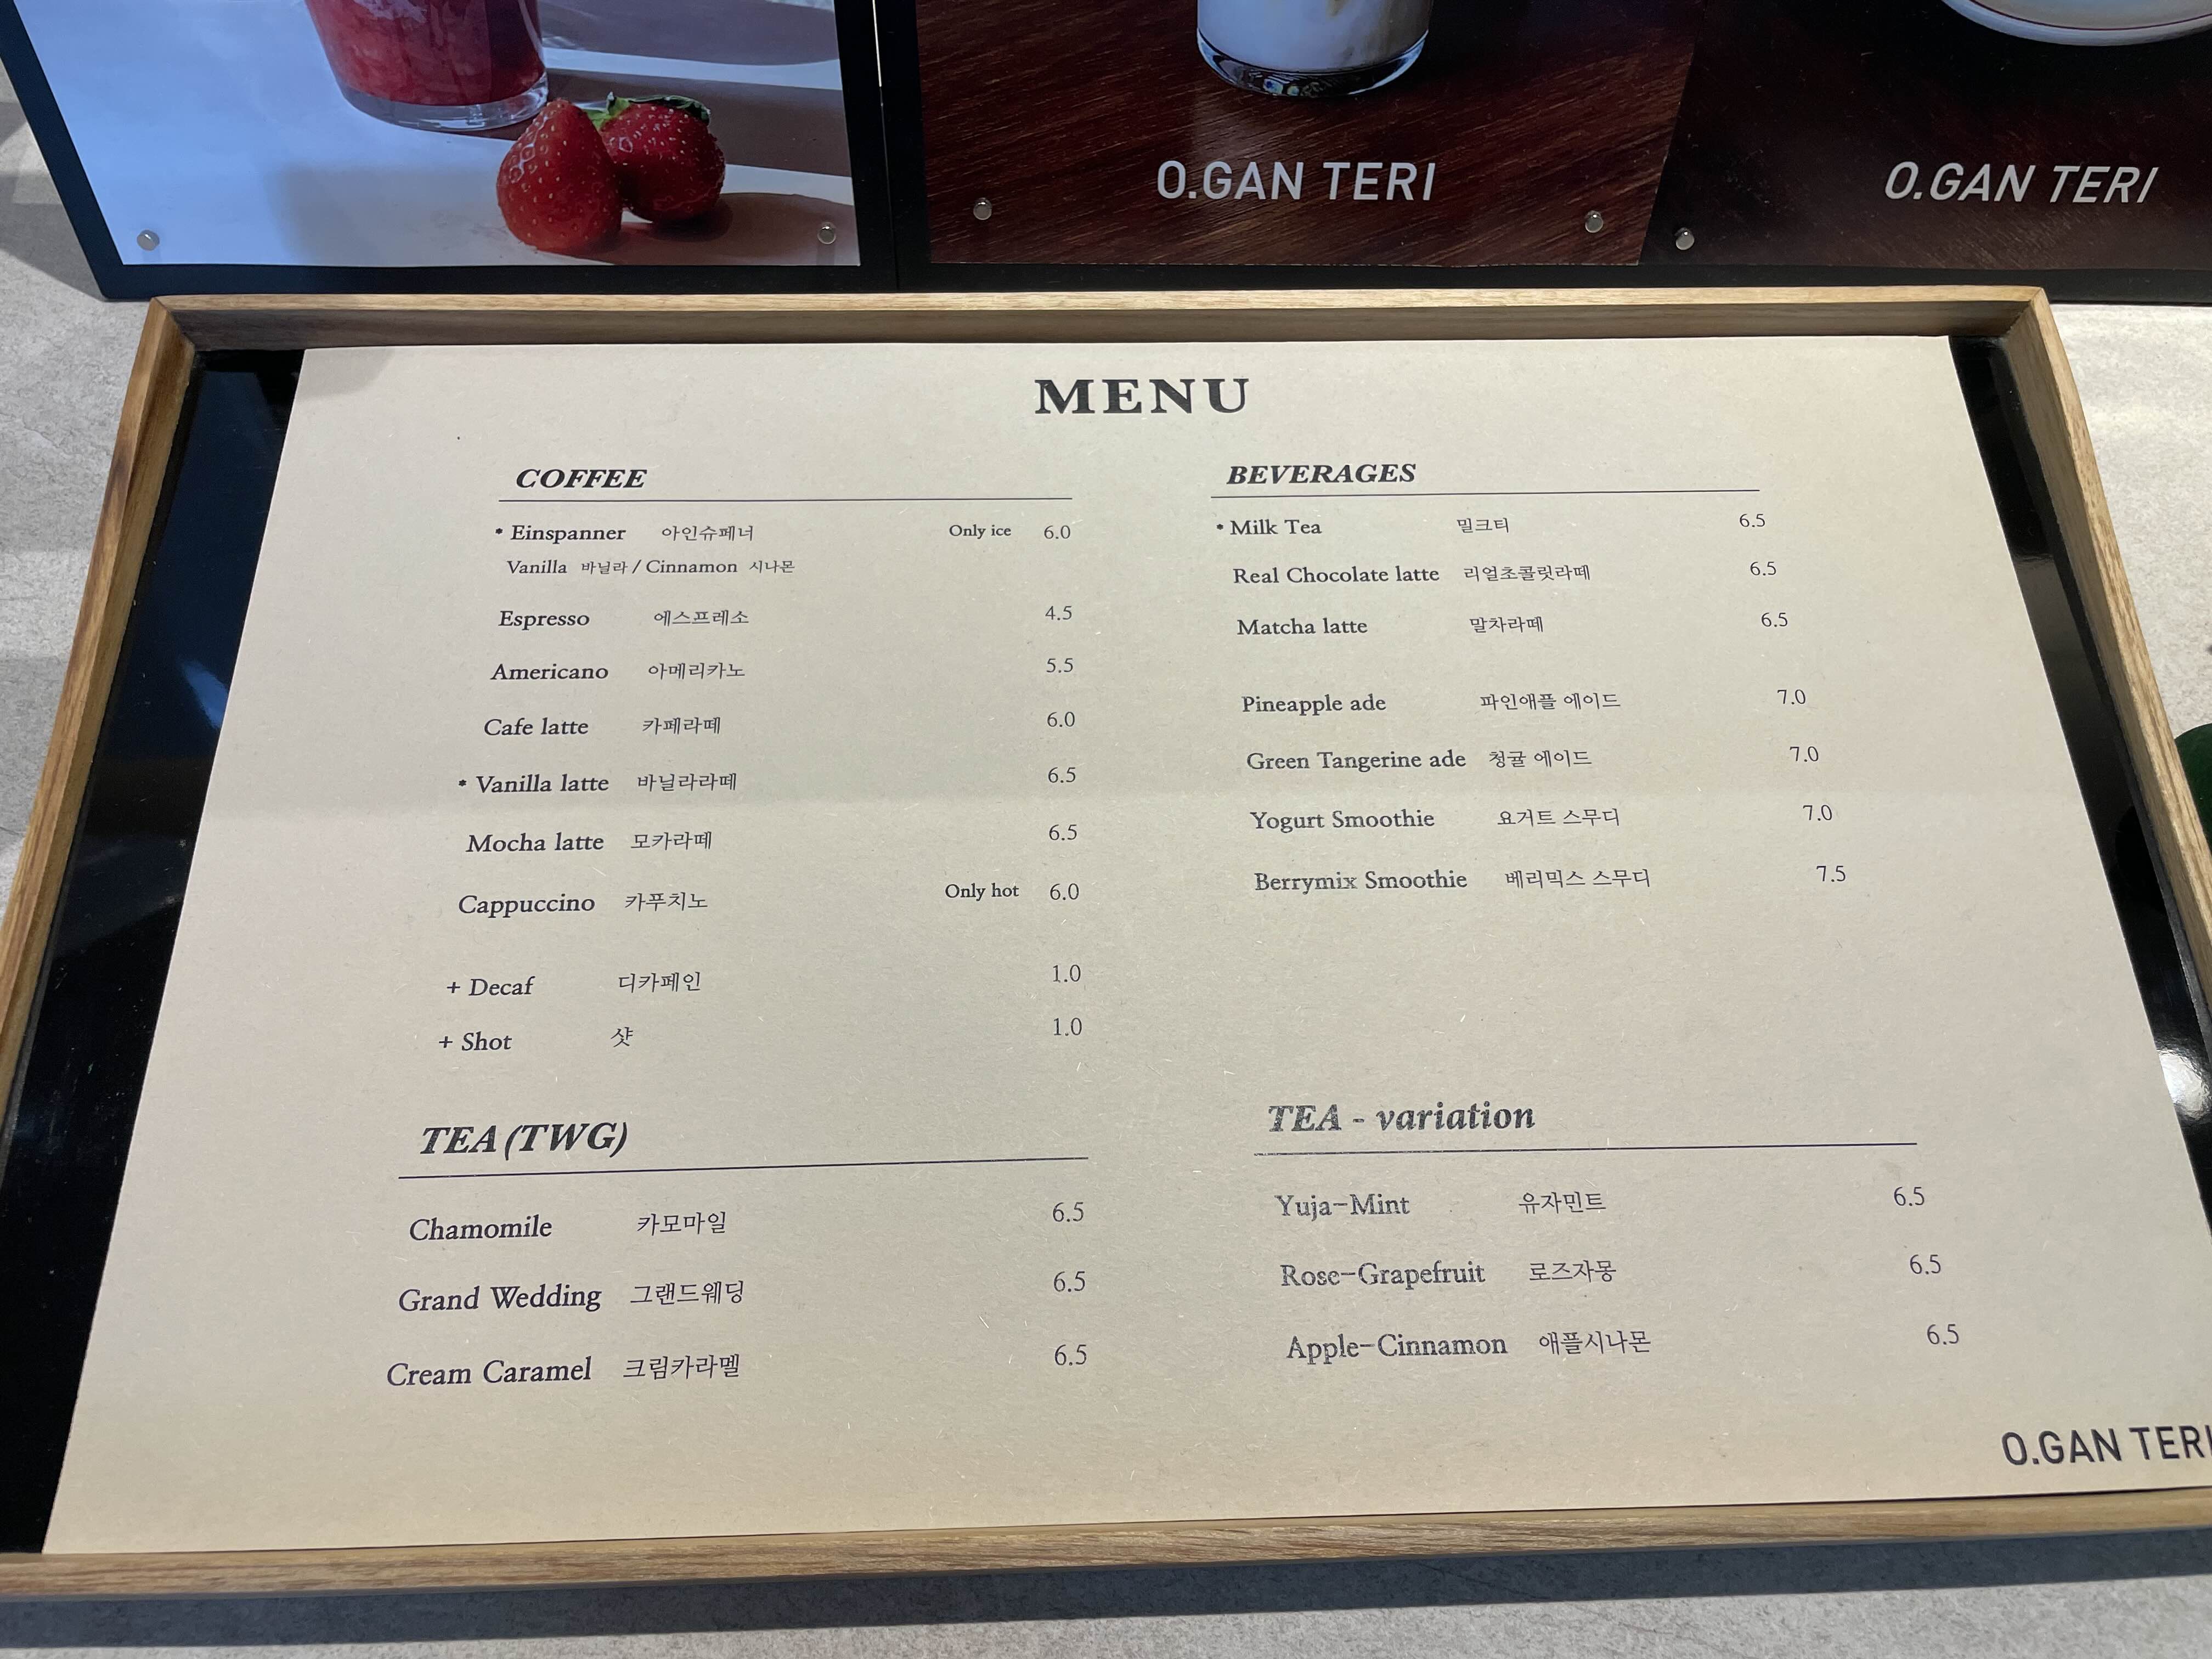 O.GAN TERI
O.GAN TERI
MENU
COFFEE
* Einspanner 아인슈페너 Only ice 6.0
Vanilla 바닐라 / Cinnamon 시나몬
Espresso 에스프레소 4.5
Americano 아메리카노 5.5
Cafe latte 카페라떼 6.0
* Vanilla latte 바닐라라떼 6.5
Mocha latte 모카라떼 6.5
Cappuccino 카푸치노 Only hot 6.0
+ Decaf 디카페인 1.0
+ Shot 샷 1.0
BEVERAGES
* Milk Tea 밀크티 6.5
Real Chocolate latte 리얼초콜릿라떼 6.5
Matcha latte 말차라떼 6.5
Pineapple ade 파인애플 에이드 7.0
Green Tangerine ade 청귤 에이드 7.0
Yogurt Smoothie 요거트 스무디 7.0
Berrymix Smoothie 베리믹스 스무디 7.5
TEA (TWG)
Chamomile 카모마일 6.5
Grand Wedding 그랜드웨딩 6.5
Cream Caramel 크림카라멜 6.5
TEA - variation
Yuja-Mint 유자민트 6.5
Rose-Grapefruit 로즈자몽 6.5
Apple-Cinnamon 애플시나몬 6.5
O.GAN TERI